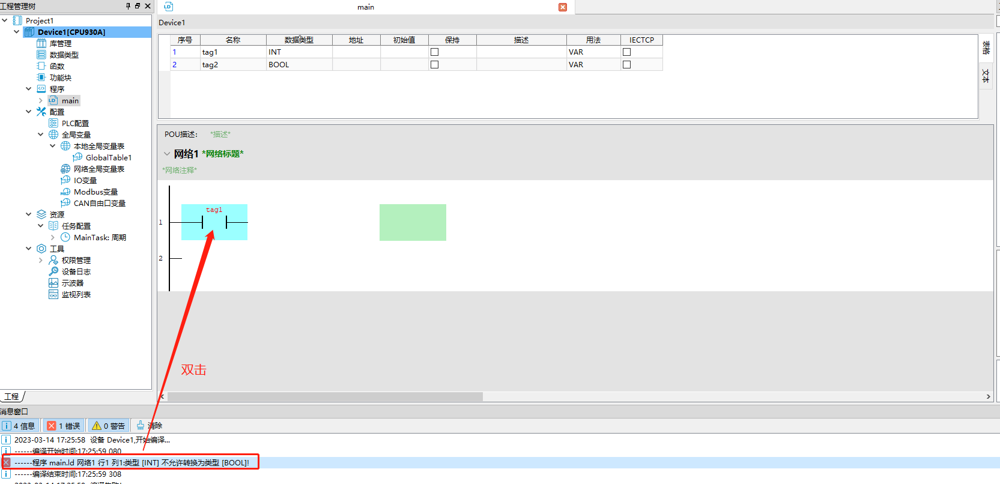 工程管理树
Project1
Device1[CPU930A]
库管理
数据类型
函数
功能块
程序
LD main
配置
PLC配置
全局变量
本地全局变量表
GlobalTable1
网络全局变量表
IO变量
Modbus变量
CAN自由口变量
资源
任务配置
MainTask: 周期
工具
权限管理
设备日志
示波器
监视列表
工程
LD main
Device1
序号 名称 数据类型 地址 初始值 保持 描述 用法 IECTCP
1 tag1 INT VAR
2 tag2 BOOL VAR
表格
文本
POU描述: *描述*
网络1 *网络标题*
*网络注释*
tag1
1
2
双击
消息窗口
4 信息 1 错误 0 警告 清除
2023-03-14 17:25:58 设备 Device1,开始编译...
------编译开始时间:17:25:59 080
------程序 main.ld 网络1 行1 列1:类型 [INT] 不允许转换为类型 [BOOL]!
------编译结束时间:17:25:59 308